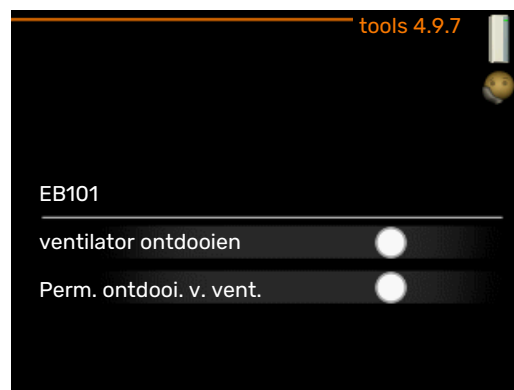 tools 4.9.7
EB101
ventilator ontdooien
Perm. ontdooi. v. vent.